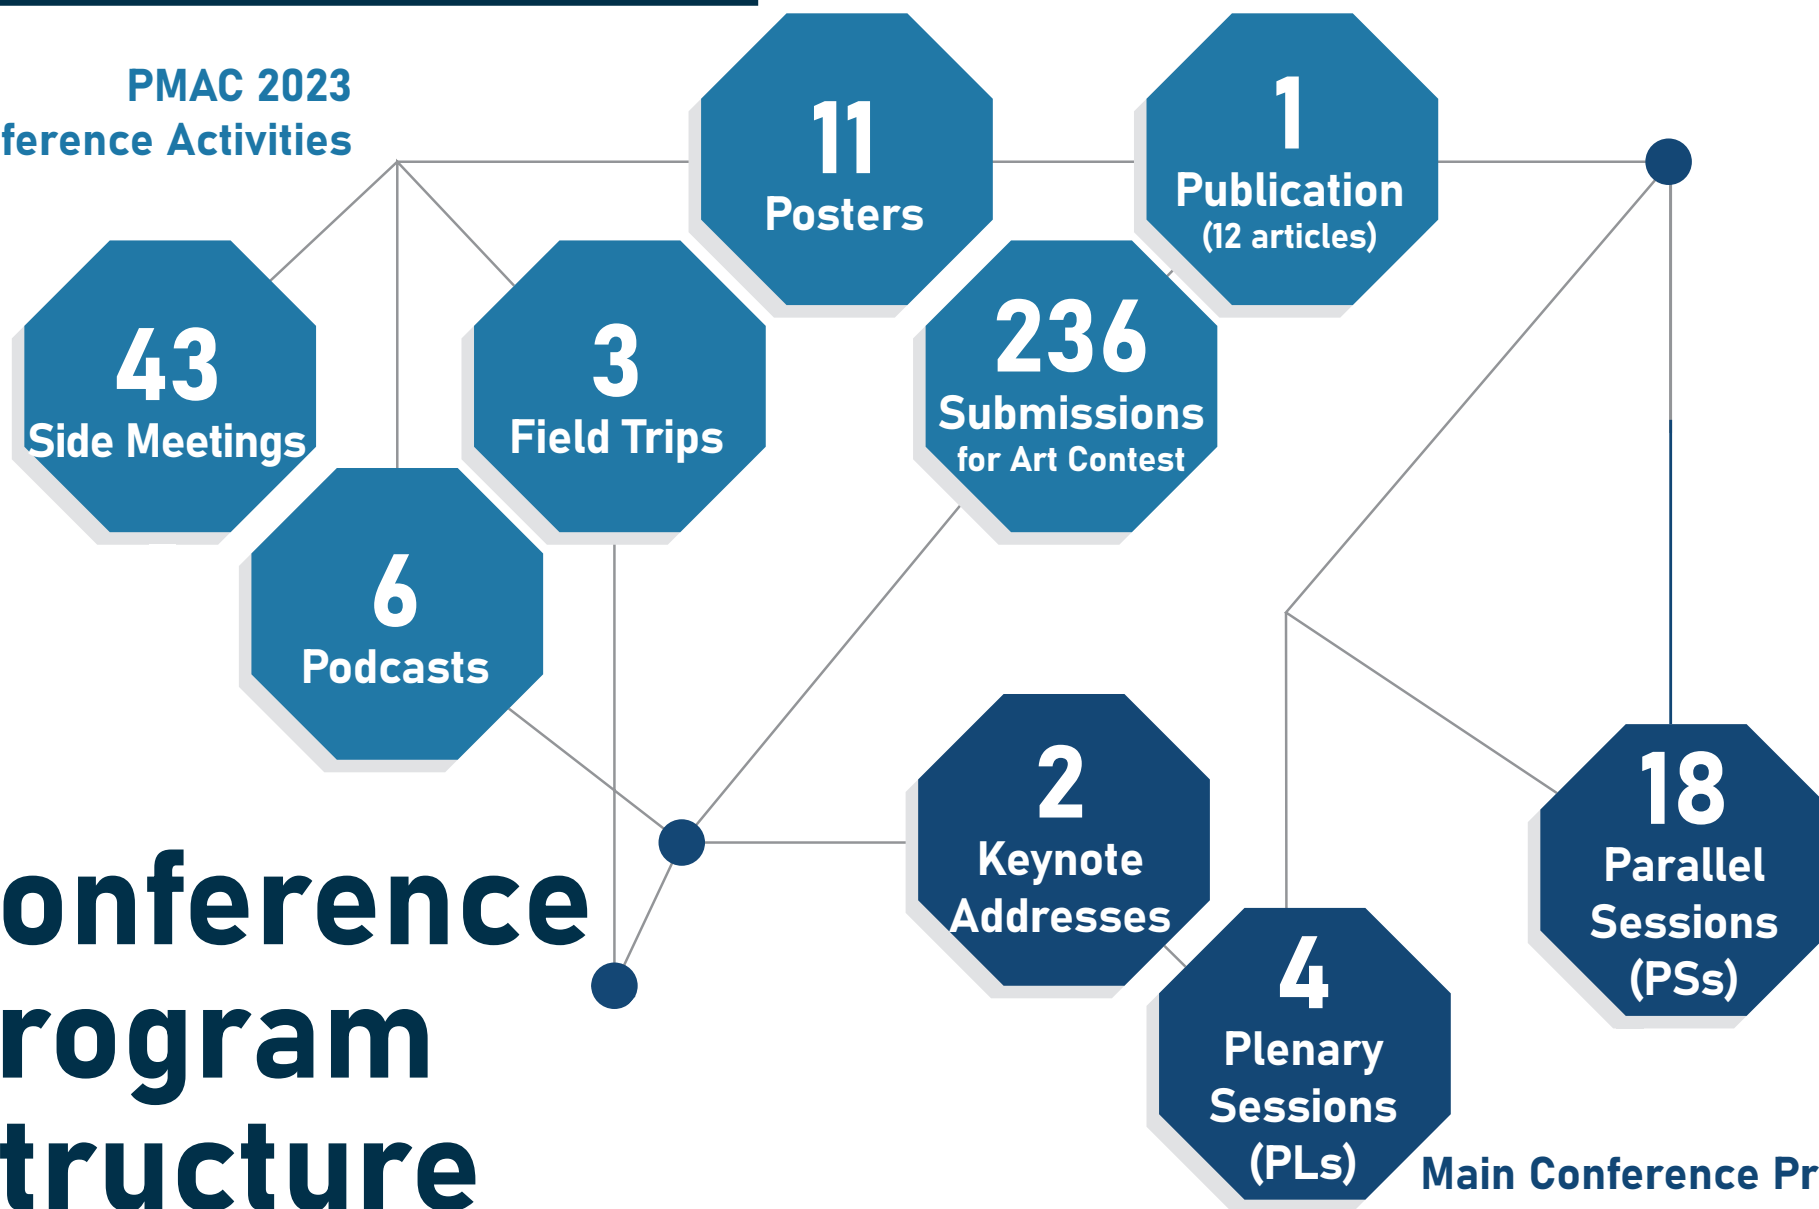 PMAC 2023
ference Activities
11
Posters
1
Publication
(12 articles)
43
Side Meetings
3
Field Trips
236
Submissions
for Art Contest
6
Podcasts
2
Keynote
Addresses
18
Parallel
Sessions
(PSs)
4
Plenary
Sessions
(PLs)
onference
rogram
tructure
Main Conference Pr